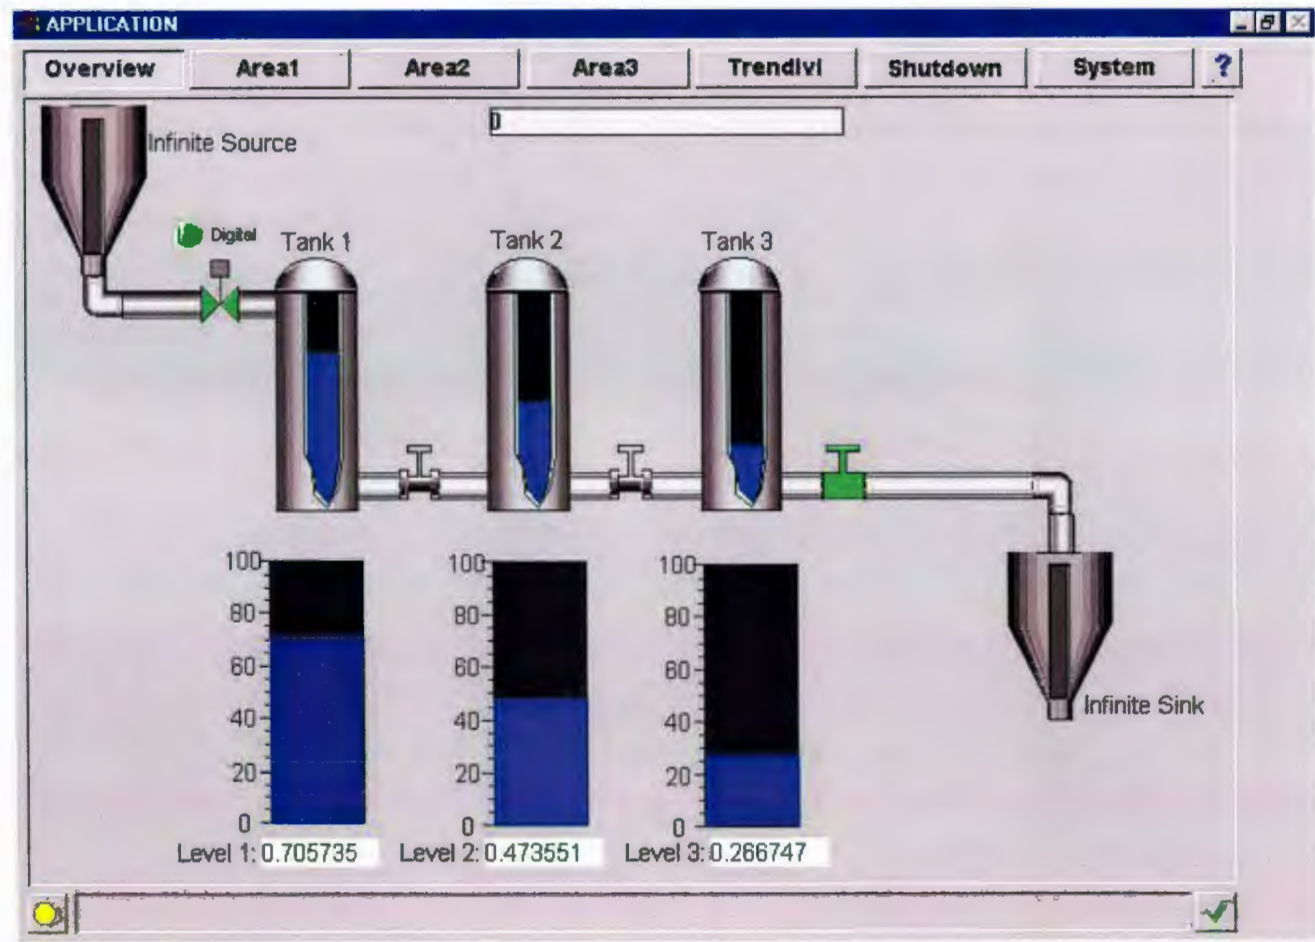 APPLICATION
Overview Area1 Area2 Area3 Trendivi Shutdown System ?
0
Infinite Source
Digital
Tank 1 Tank 2 Tank 3
100 100 100
80 80 80
60 60 60
40 40 40
20 20 20
0 0 0
Infinite Sink
Level 1: 0.705735 Level 2: 0.473551 Level 3: 0.266747